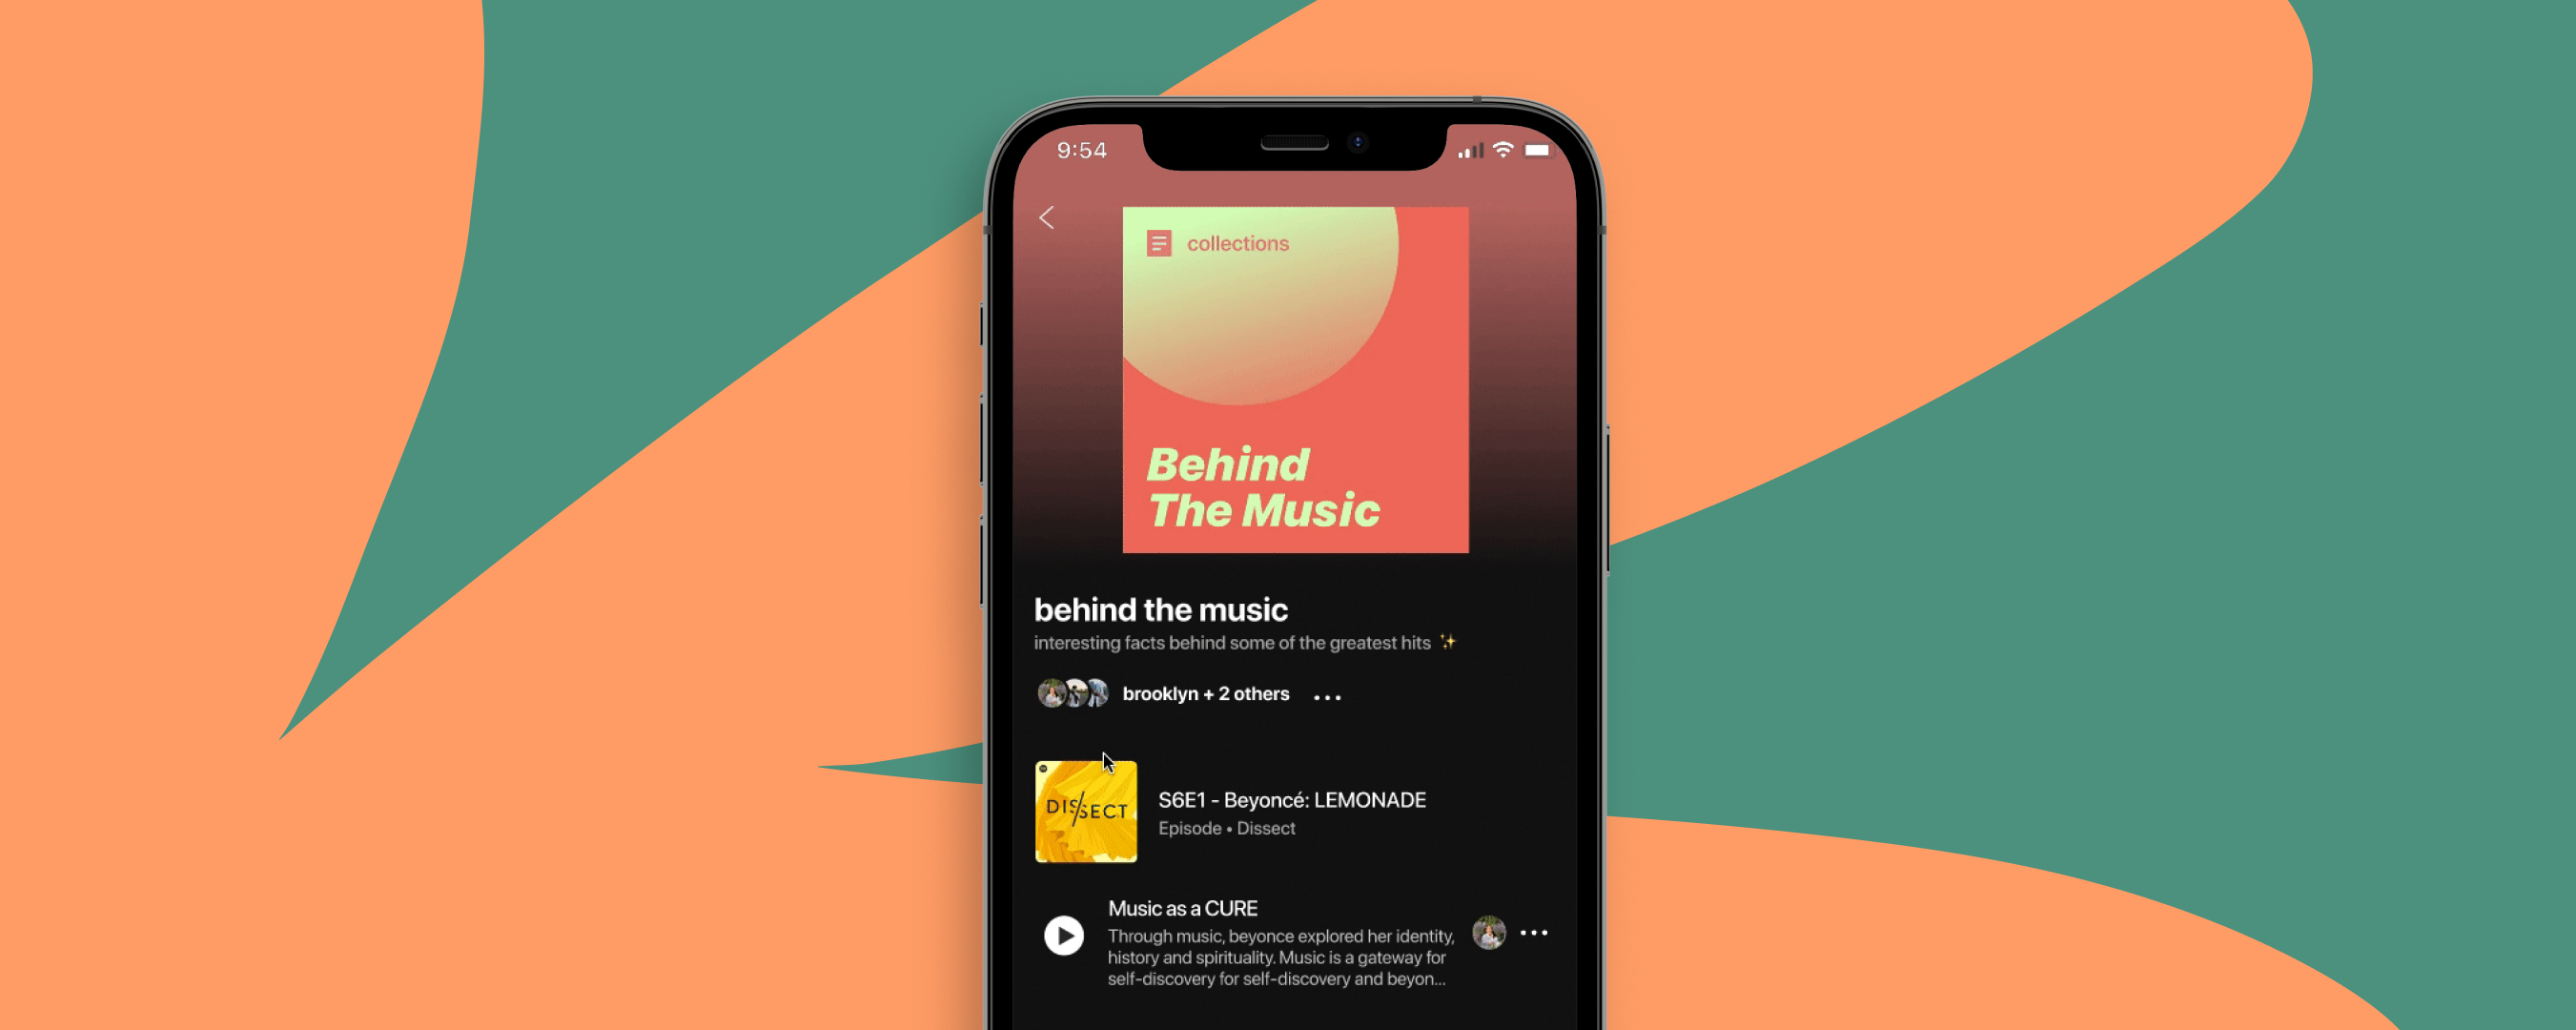 9:54
collections
Behind
The Music
behind the music
interesting facts behind some of the greatest hits ✨
brooklyn + 2 others ...
DISSECT
S6E1 - Beyoncé: LEMONADE
Episode • Dissect
Music as a CURE
Through music, beyonce explored her identity,
history and spirituality. Music is a gateway for
self-discovery for self-discovery and beyon...